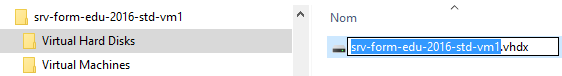 srv-form-edu-2016-std-vm1
Virtual Hard Disks
Virtual Machines
Nom
srv-form-edu-2016-std-vm1.vhdx